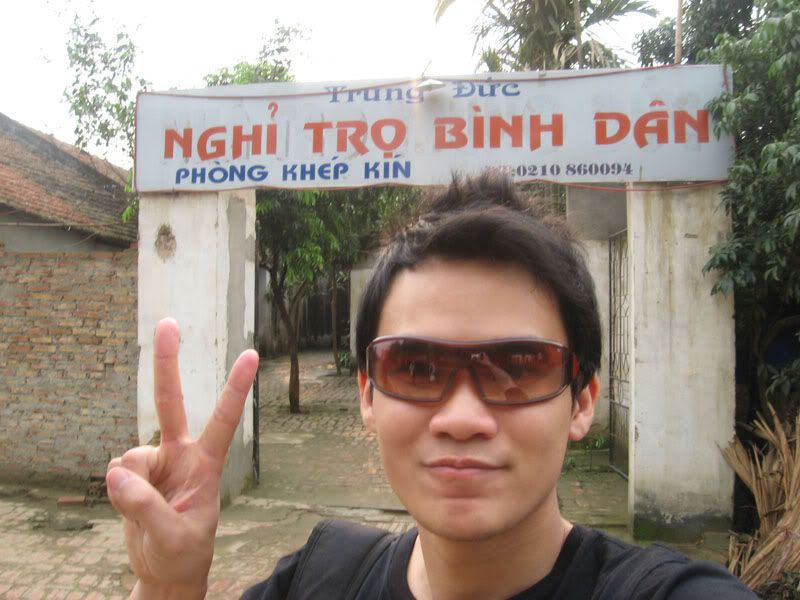 Trung Đức
NGHỈ TRỌ BÌNH DÂN
PHÒNG KHÉP KÍN :0210 860094